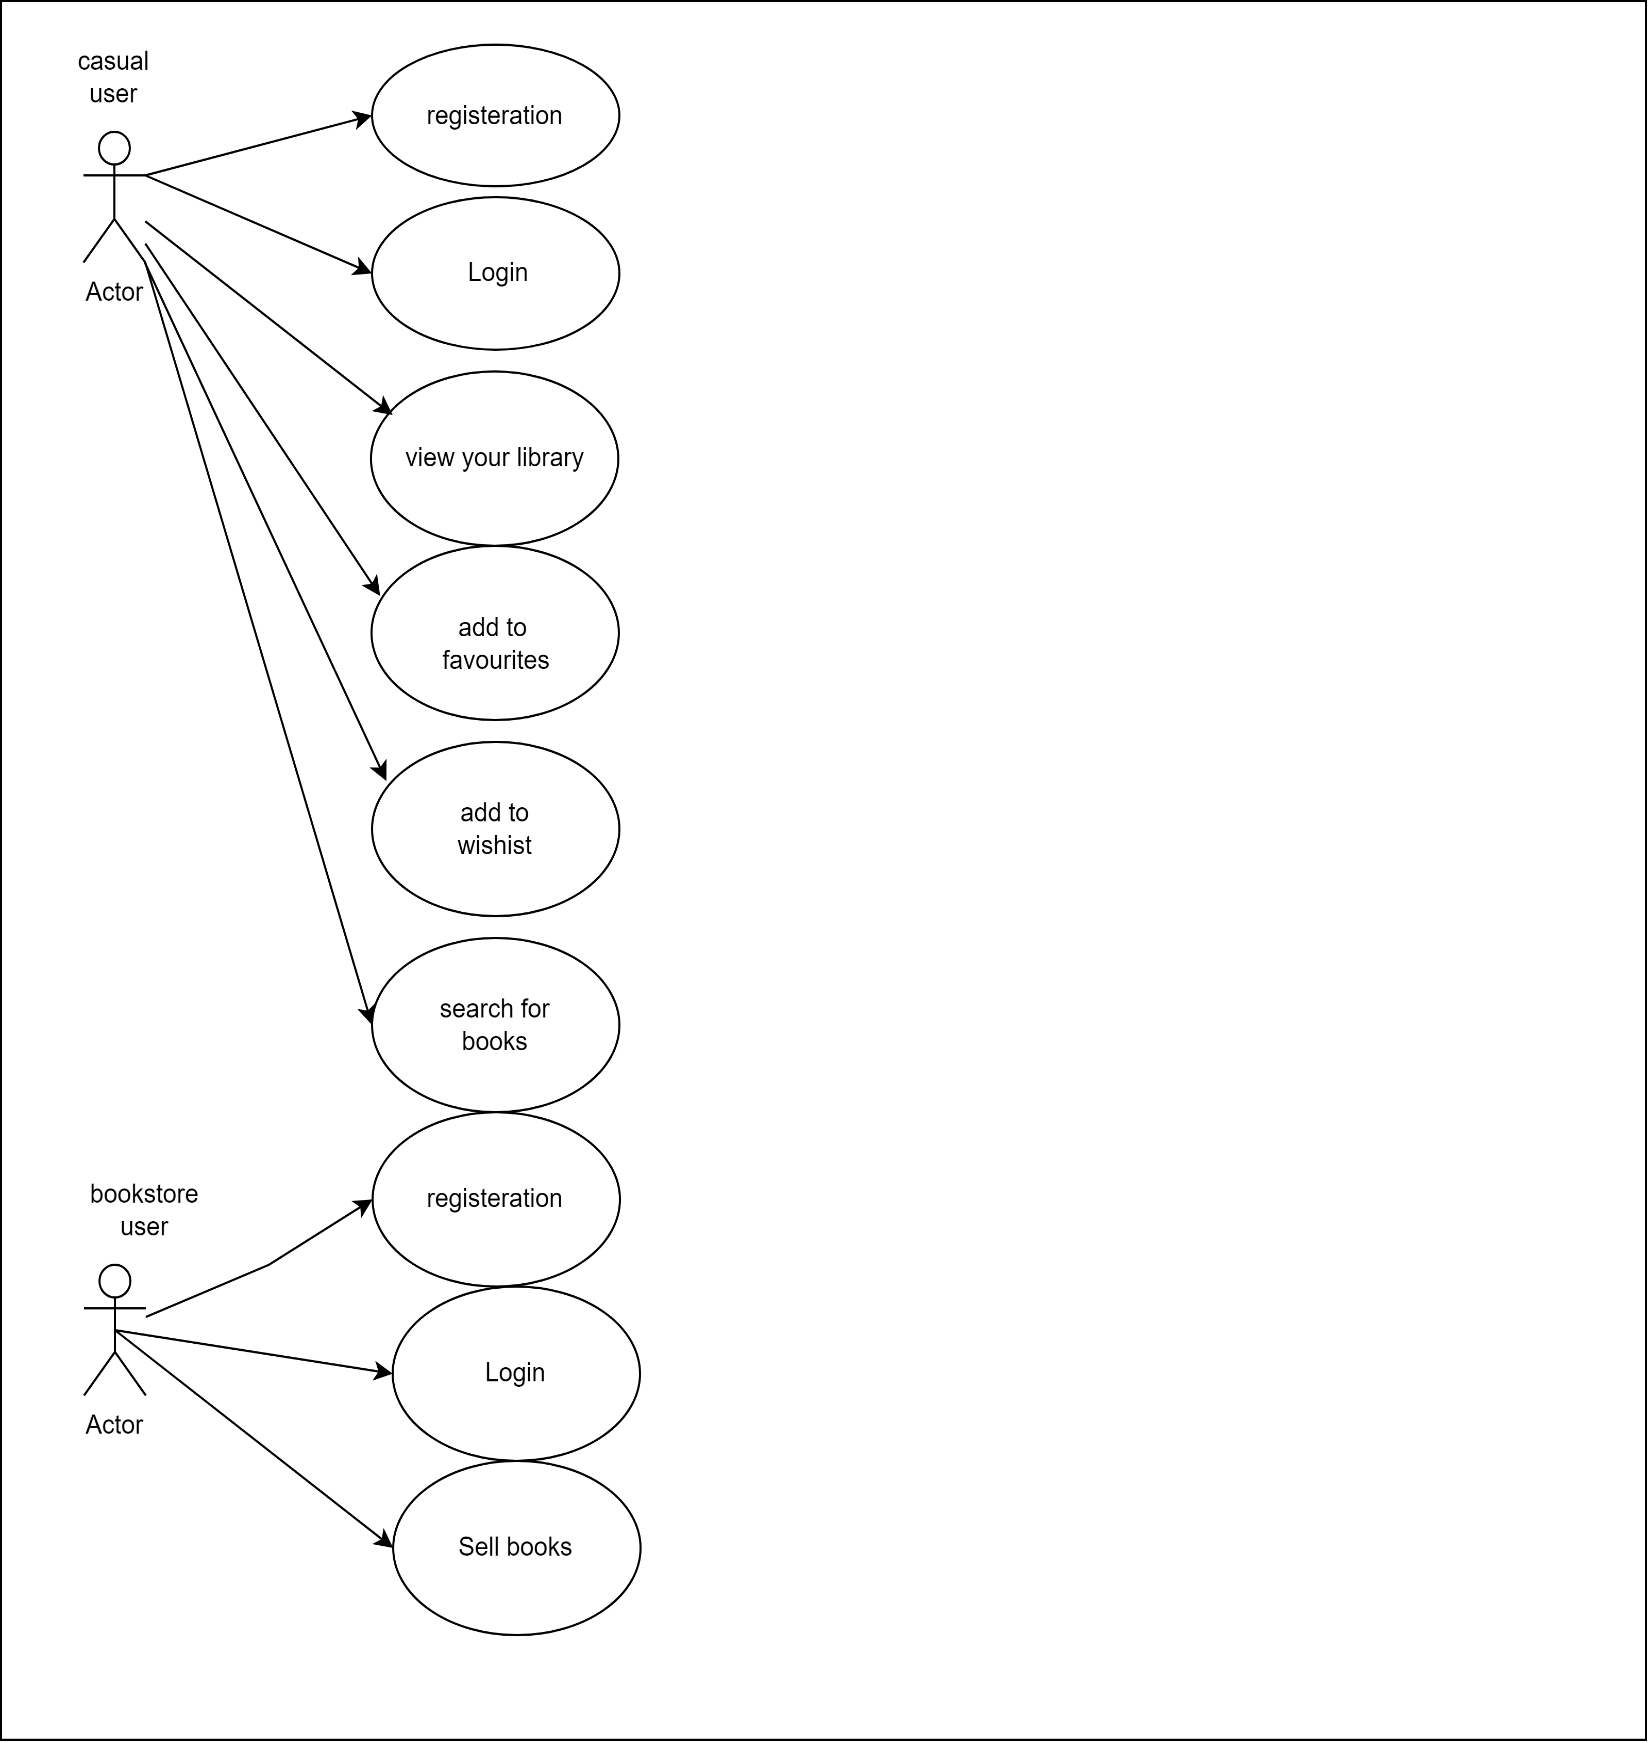 casual
user
registeration
Login
Actor
view your library
add to
favourites
add to
wishist
search for
books
bookstore
user
registeration
Login
Actor
Sell books